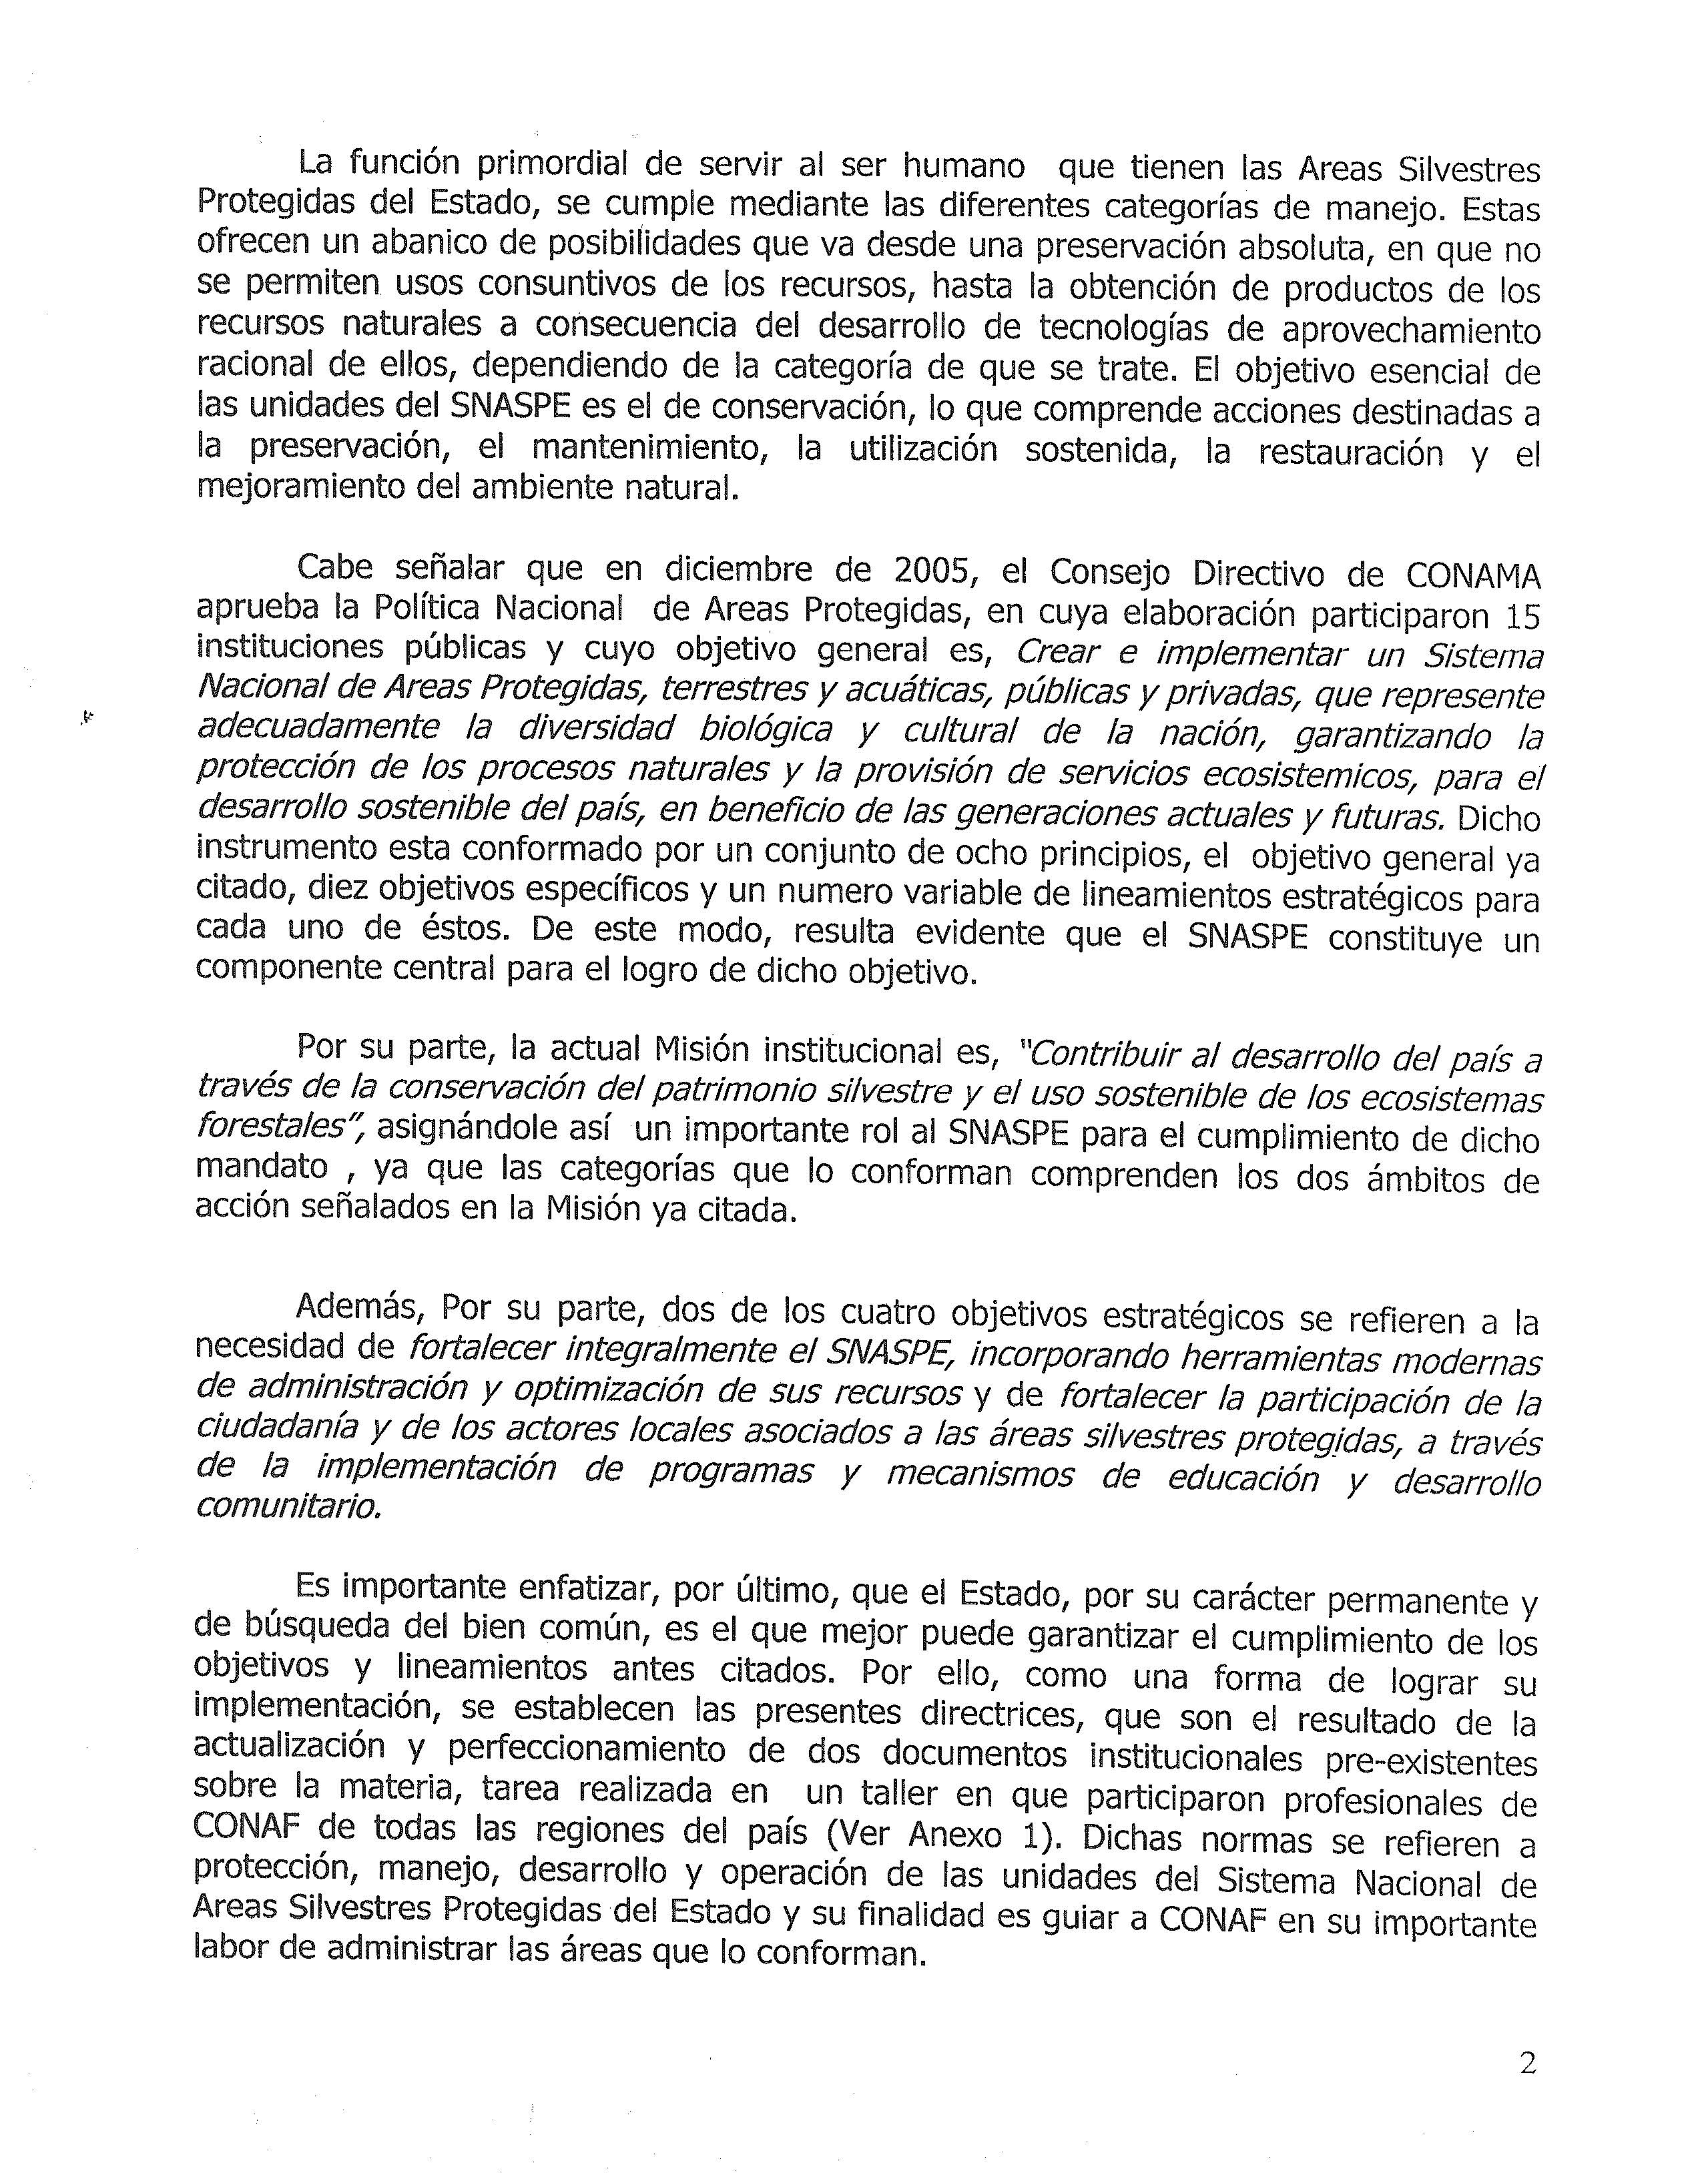 La función primordial de servir al ser humano que tienen las Areas Silvestres
Protegidas del Estado, se cumple mediante las diferentes categorías de manejo. Estas
ofrecen un abanico de posibilidades que va desde una preservación absoluta, en que no
se permiten usos consuntivos de los recursos, hasta la obtención de productos de los
recursos naturales a consecuencia del desarrollo de tecnologías de aprovechamiento
racional de ellos, dependiendo de la categoría de que se trate. El objetivo esencial de
las unidades del SNASPE es el de conservación, lo que comprende acciones destinadas a
la preservación, el mantenimiento, la utilización sostenida, la restauración y el
mejoramiento del ambiente natural.
Cabe señalar que en diciembre de 2005, el Consejo Directivo de CONAMA
aprueba la Política Nacional de Areas Protegidas, en cuya elaboración participaron 15
instituciones públicas y cuyo objetivo general es, Crear e implementar un Sistema
Nacional de Areas Protegidas, terrestres y acuáticas, públicas y privadas, que represente
adecuadamente la diversidad biológica y cultural de la nación, garantizando la
protección de los procesos naturales y la provisión de servicios ecosistemicos, para el
desarrollo sostenible del país, en beneficio de las generaciones actuales y futuras. Dicho
instrumento esta conformado por un conjunto de ocho principios, el objetivo general ya
citado, diez objetivos específicos y un numero variable de lineamientos estratégicos para
cada uno de éstos. De este modo, resulta evidente que el SNASPE constituye un
componente central para el logro de dicho objetivo.
Por su parte, la actual Misión institucional es, "Contribuir al desarrollo del país a
través de la conservación del patrimonio silvestre y el uso sostenible de los ecosistemas
forestales", asignándole así un importante rol al SNASPE para el cumplimiento de dicho
mandato , ya que las categorías que lo conforman comprenden los dos ámbitos de
acción señalados en la Misión ya citada.
Además, Por su parte, dos de los cuatro objetivos estratégicos se refieren a la
necesidad de fortalecer integralmente el SNASPE, incorporando herramientas modernas
de administración y optimización de sus recursos y de fortalecer la participación de la
ciudadanía y de los actores locales asociados a las áreas silvestres protegidas, a través
de la implementación de programas y mecanismos de educación y desarrollo
comunitario.
Es importante enfatizar, por último, que el Estado, por su carácter permanente y
de búsqueda del bien común, es el que mejor puede garantizar el cumplimiento de los
objetivos y lineamientos antes citados. Por ello, como una forma de lograr su
implementación, se establecen las presentes directrices, que son el resultado de la
actualización y perfeccionamiento de dos documentos institucionales pre-existentes
sobre la materia, tarea realizada en un taller en que participaron profesionales de
CONAF de todas las regiones del país (Ver Anexo 1). Dichas normas se refieren a
protección, manejo, desarrollo y operación de las unidades del Sistema Nacional de
Areas Silvestres Protegidas del Estado y su finalidad es guiar a CONAF en su importante
labor de administrar las áreas que lo conforman.
2